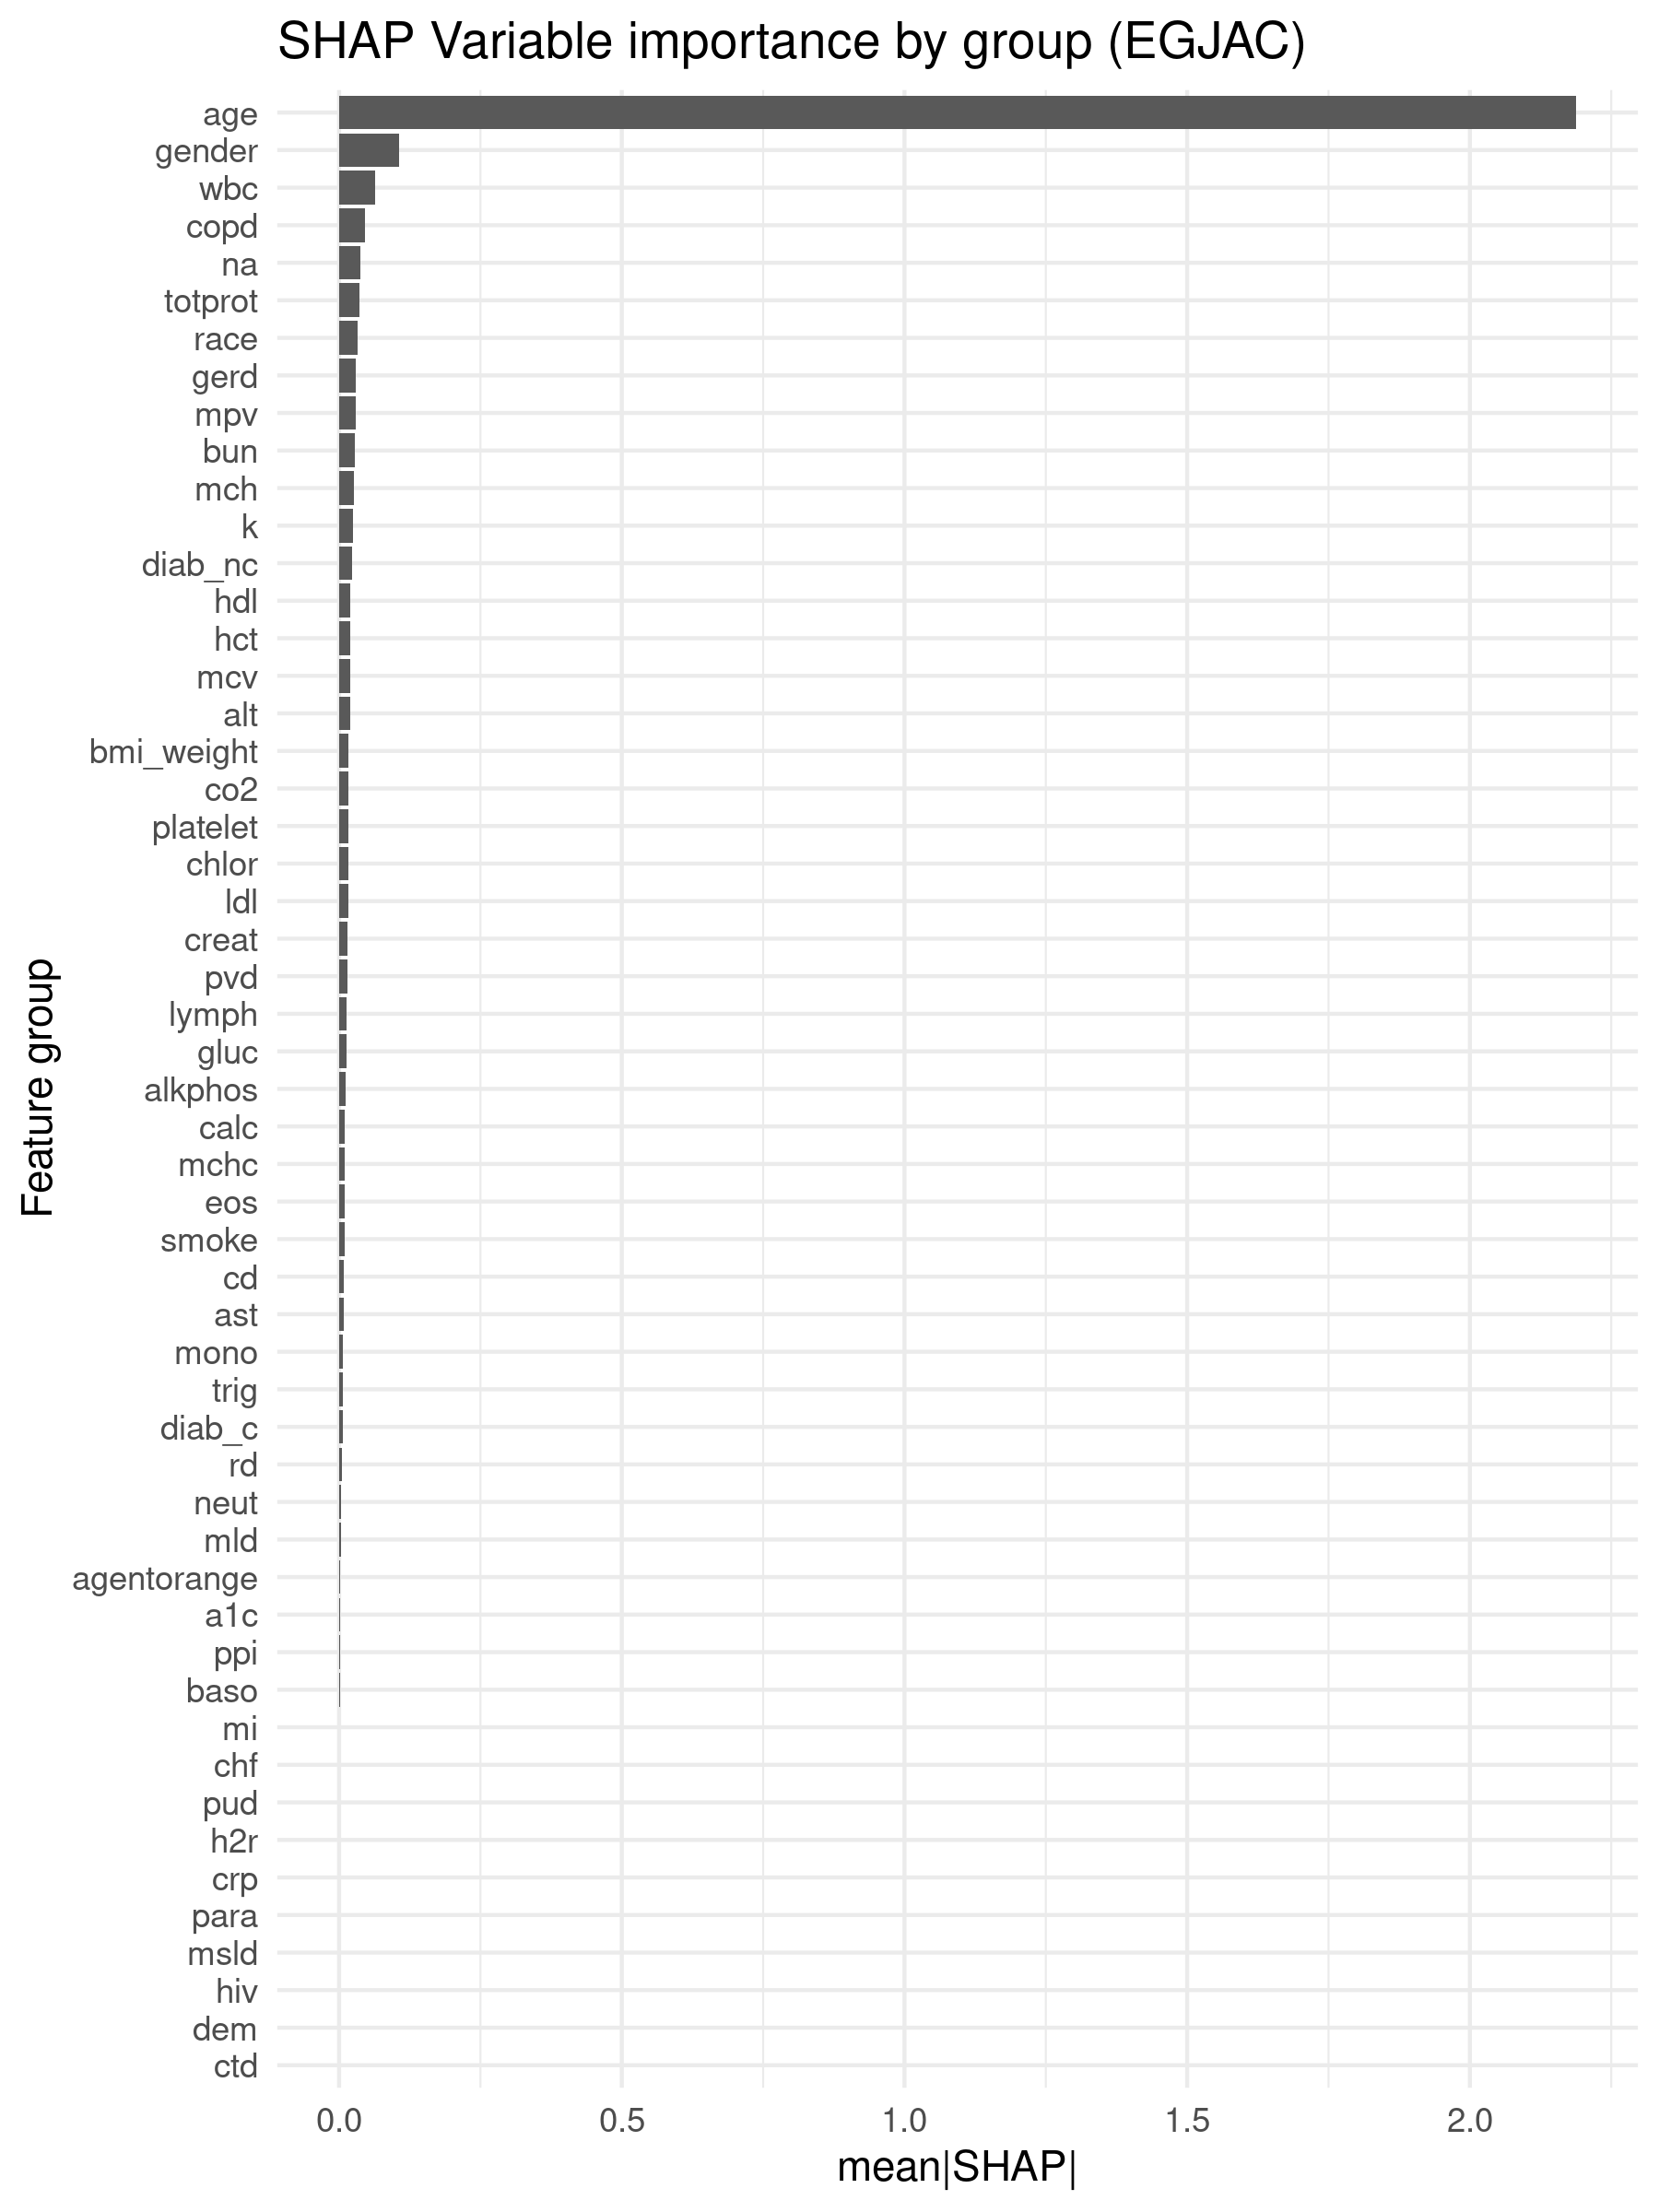 SHAP Variable importance by group (EGJAC)
age
gender
wbc
copd
na
totprot
race
gerd
mpv
bun
mch
k
diab_nc
hdl
hct
mcv
alt
bmi_weight
co2
platelet
chlor
ldl
creat
pvd
lymph
gluc
alkphos
calc
mchc
eos
smoke
cd
ast
mono
trig
diab_c
rd
neut
mld
agentorange
a1c
ppi
baso
mi
chf
pud
h2r
crp
para
msld
hiv
dem
ctd
Feature group
0.0 0.5 1.0 1.5 2.0
mean|SHAP|